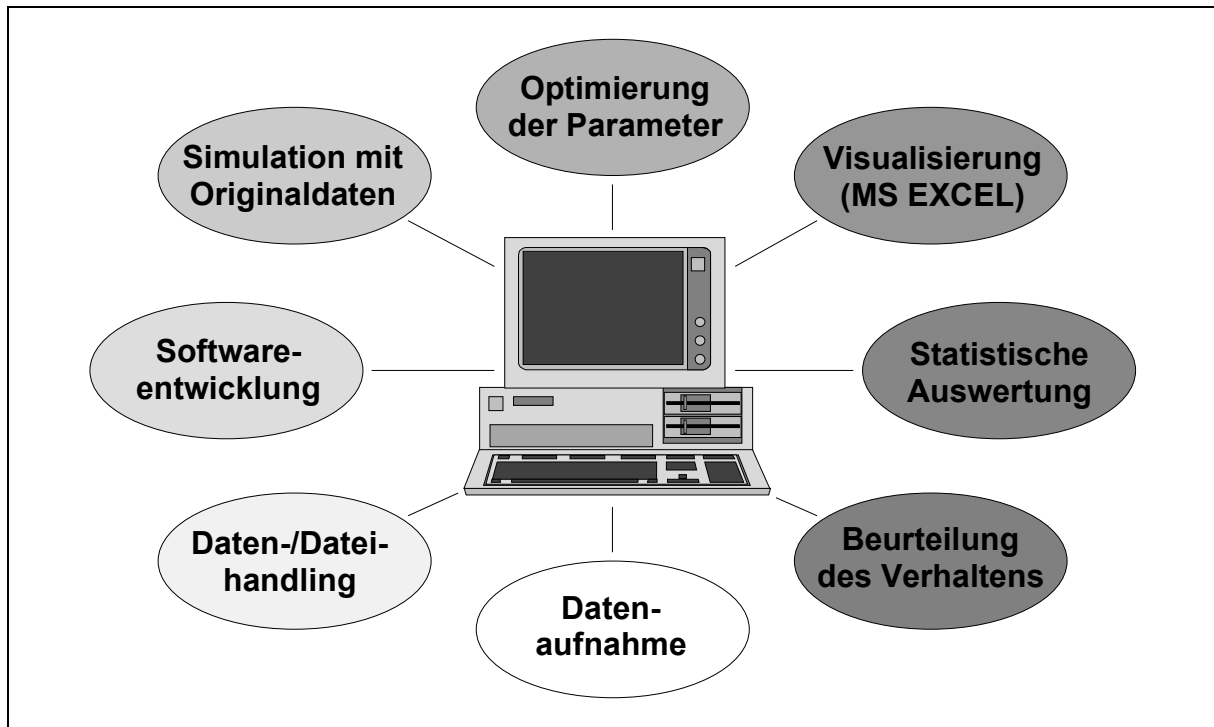 Optimierung
der Parameter
Simulation mit
Originaldaten
Visualisierung
(MS EXCEL)
Software-
entwicklung
Statistische
Auswertung
Daten-/Datei-
handling
Beurteilung
des Verhaltens
Daten-
aufnahme